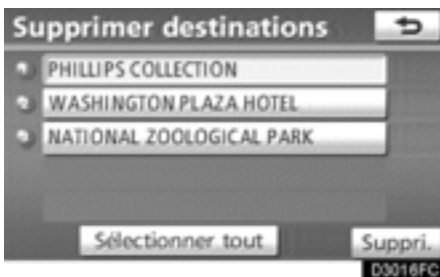 Supprimer destinations
PHILLIPS COLLECTION
WASHINGTON PLAZA HOTEL
NATIONAL ZOOLOGICAL PARK
Sélectionner tout
Suppri.
D3016FC